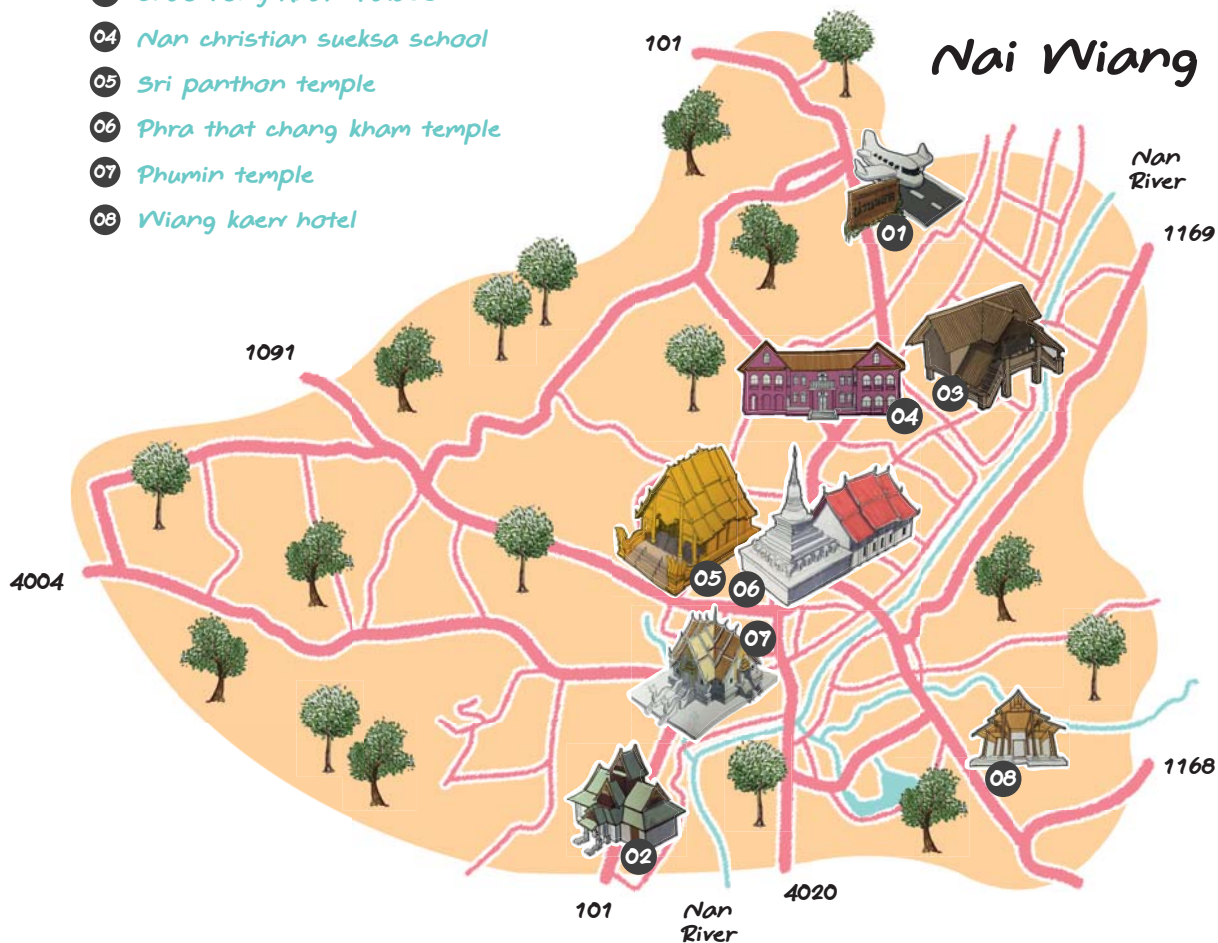 04 Nan christian sueksa school
05 Sri panthon temple
06 Phra that chang kham temple
07 Phumin temple
08 Wiang kaew hotel
Nai Wiang
101
Nan
River
1169
01
1091
03
04
4004
05
06
07
08
1168
02
4020
101
Nan
River